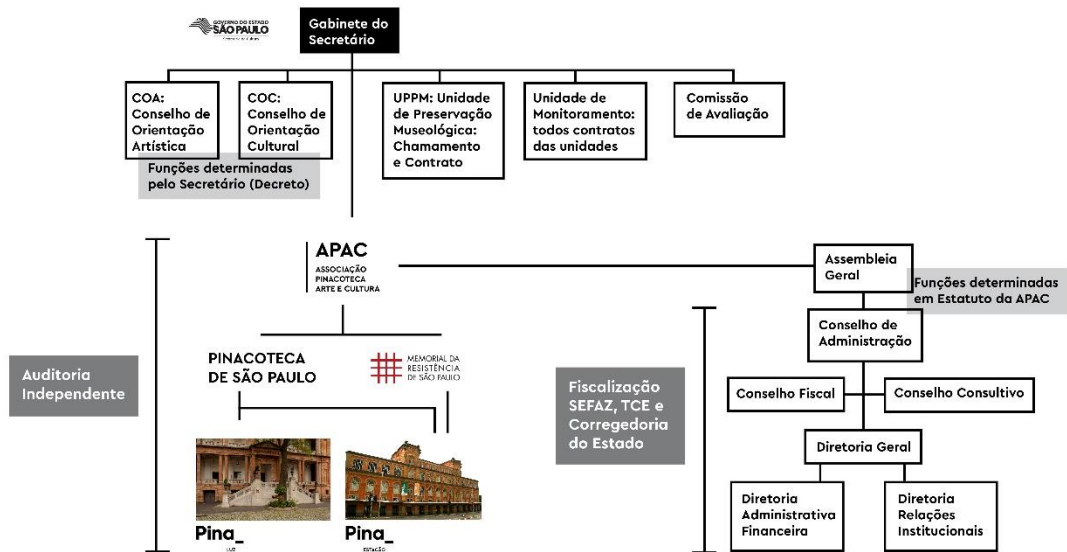 GOVERNO DO ESTADO
SÃO PAULO
Gabinete do
Secretário
COA:
Conselho de
Orientação
Artística
COC:
Conselho de
Orientação
Cultural
UPPM: Unidade
de Preservação
Museológica:
Chamamento
e Contrato
Unidade de
Monitoramento:
todos contratos
das unidades
Comissão
de Avaliação
Funções determinadas
pelo Secretário (Decreto)
APAC
ASSOCIAÇÃO
PINACOTECA
ARTE E CULTURA
Assembleia
Geral
Funções determinadas
em Estatuto da APAC
Conselho de
Administração
PINACOTECA
DE SÃO PAULO
MEMORIAL DA
RESISTÊNCIA
DE SÃO PAULO
Auditoria
Independente
Fiscalização
SEFAZ, TCE e
Corregedoria
do Estado
Conselho Fiscal
Conselho Consultivo
Diretoria Geral
Diretoria
Administrativa
Financeira
Diretoria
Relações
Institucionais
Pina_
LUZ
Pina_
ESTAÇÃO